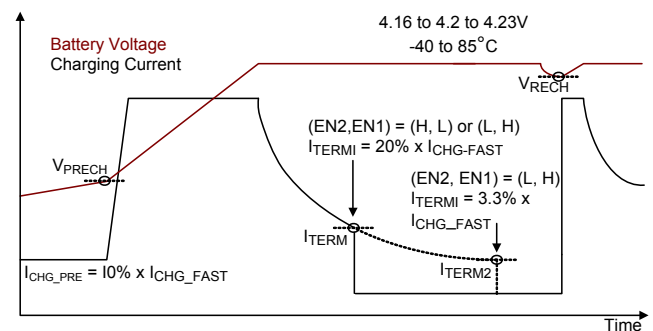 4.16 to 4.2 to 4.23V
-40 to 85°C
Battery Voltage
Charging Current
VRECH
(EN2,EN1) = (H, L) or (L, H)
ITERMI = 20% x ICHG-FAST
VPRECH
(EN2, EN1) = (L, H)
ITERMI = 3.3% x
ICHG_FAST
ITERM
ITERM2
ICHG_PRE = I0% x ICHG_FAST
Time